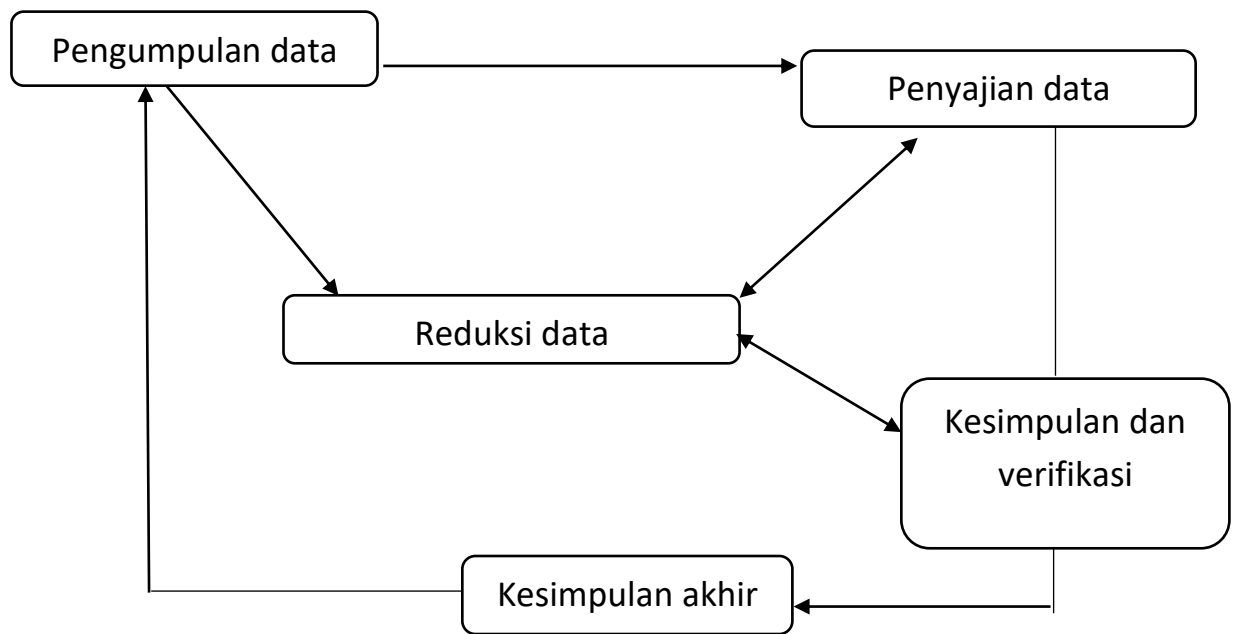 Pengumpulan data
Penyajian data
Reduksi data
Kesimpulan dan
verifikasi
Kesimpulan akhir